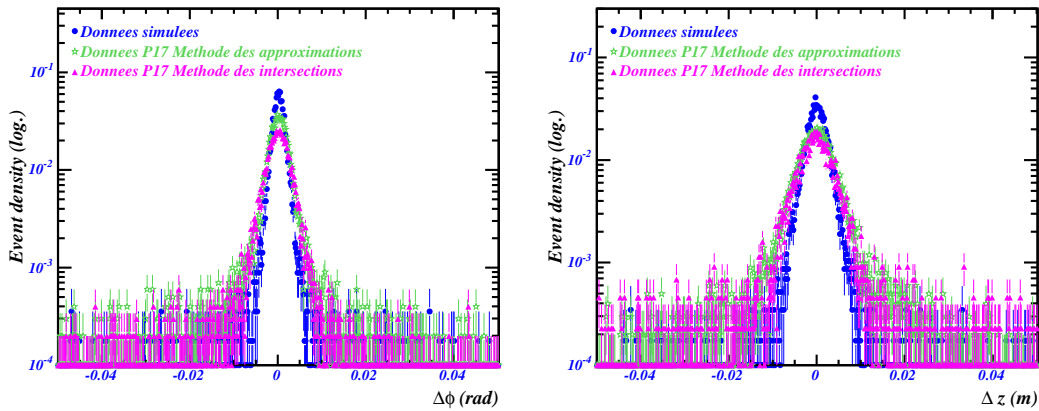 Donnees simulees
Donnees P17 Methode des approximations
Donnees P17 Methode des intersections
Event density (log.)
10⁻¹
10⁻²
10⁻³
10⁻⁴
-0.04 -0.02 0 0.02 0.04
Δϕ (rad)
Donnees simulees
Donnees P17 Methode des approximations
Donnees P17 Methode des intersections
Event density (log.)
10⁻¹
10⁻²
10⁻³
10⁻⁴
-0.04 -0.02 0 0.02 0.04
Δ z (m)